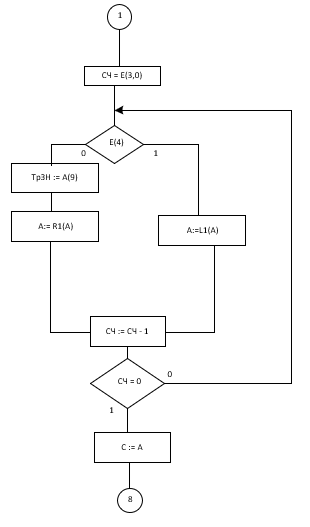 1
СЧ = E(3,0)
E(4)
0
1
ТрЗН := A(9)
A:= R1(A)
A:=L1(A)
СЧ := СЧ - 1
СЧ = 0
0
1
C := A
8